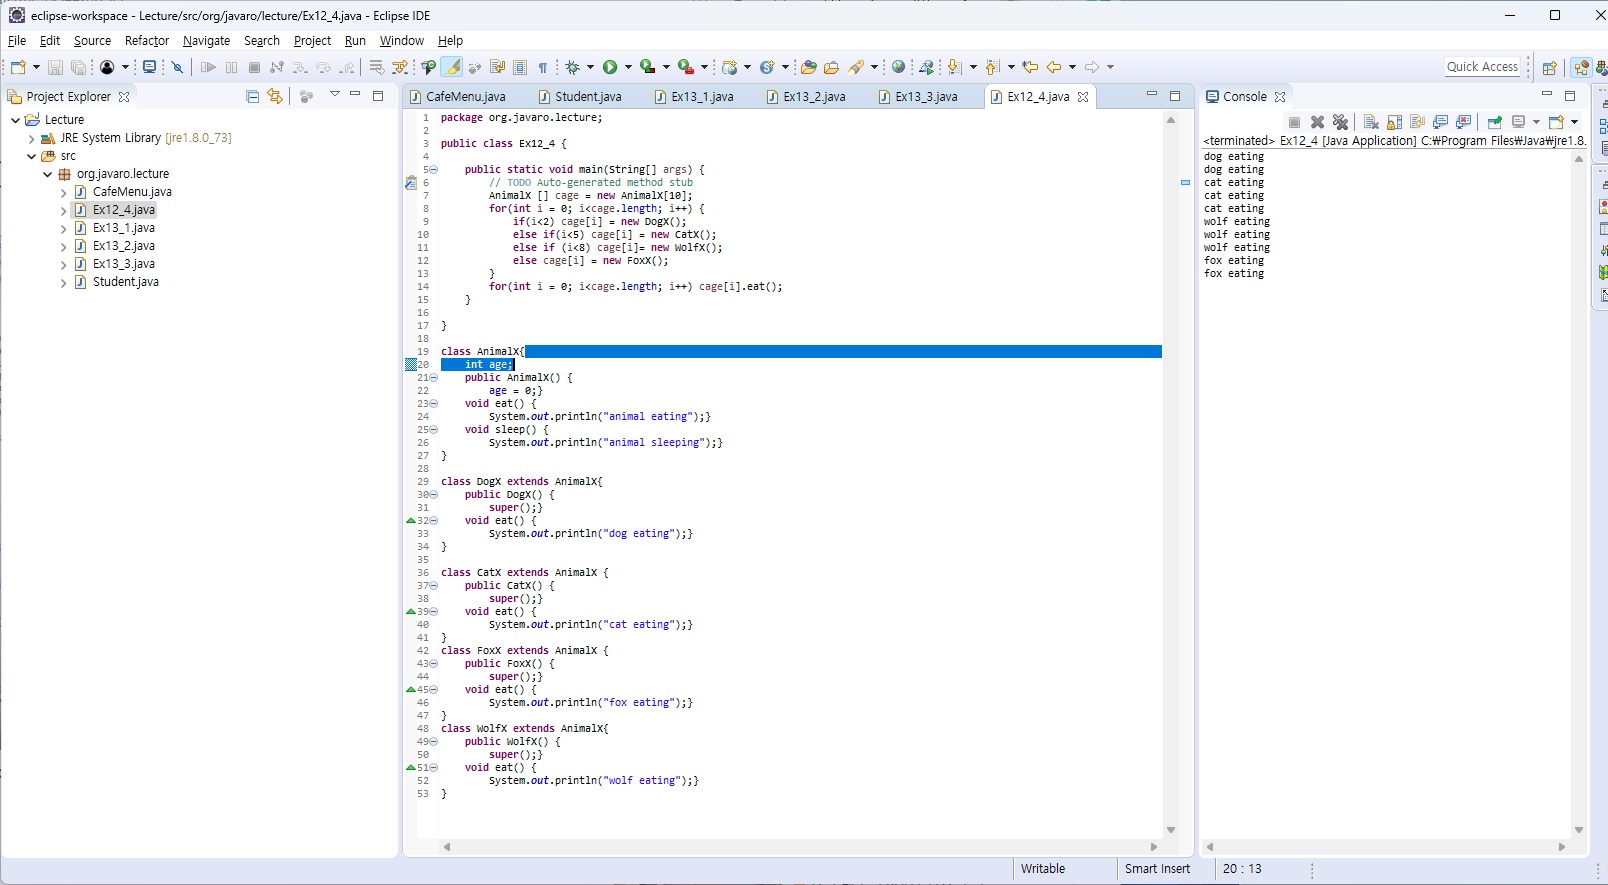 eclipse-workspace - Lecture/src/org/javaro/lecture/Ex12_4.java - Eclipse IDE
File Edit Source Refactor Navigate Search Project Run Window Help
Quick Access
Project Explorer
Lecture
JRE System Library [jre1.8.0_73]
src
org.javaro.lecture
CafeMenu.java
Ex12_4.java
Ex13_1.java
Ex13_2.java
Ex13_3.java
Student.java
CafeMenu.java Student.java Ex13_1.java Ex13_2.java Ex13_3.java Ex12_4.java
1 package org.javaro.lecture;
2
3 public class Ex12_4 {
4
5 public static void main(String[] args) {
6 // TODO Auto-generated method stub
7 AnimalX [] cage = new AnimalX[10];
8 for(int i = 0; i<cage.length; i++) {
9 if(i<2) cage[i] = new DogX();
10 else if(i<5) cage[i] = new CatX();
11 else if (i<8) cage[i]= new WolfX();
12 else cage[i] = new FoxX();
13 }
14 for(int i = 0; i<cage.length; i++) cage[i].eat();
15 }
16
17 }
18
19 class AnimalX{
20 int age;
21 public AnimalX() {
22 age = 0;}
23 void eat() {
24 System.out.println("animal eating");}
25 void sleep() {
26 System.out.println("animal sleeping");}
27 }
28
29 class DogX extends AnimalX{
30 public DogX() {
31 super();}
32 void eat() {
33 System.out.println("dog eating");}
34 }
35
36 class CatX extends AnimalX {
37 public CatX() {
38 super();}
39 void eat() {
40 System.out.println("cat eating");}
41 }
42 class FoxX extends AnimalX {
43 public FoxX() {
44 super();}
45 void eat() {
46 System.out.println("fox eating");}
47 }
48 class WolfX extends AnimalX{
49 public WolfX() {
50 super();}
51 void eat() {
52 System.out.println("wolf eating");}
53 }
Console
<terminated> Ex12_4 [Java Application] C:₩Program Files₩Java₩jre1.8.
dog eating
dog eating
cat eating
cat eating
cat eating
wolf eating
wolf eating
wolf eating
fox eating
fox eating
Writable Smart Insert 20 : 13